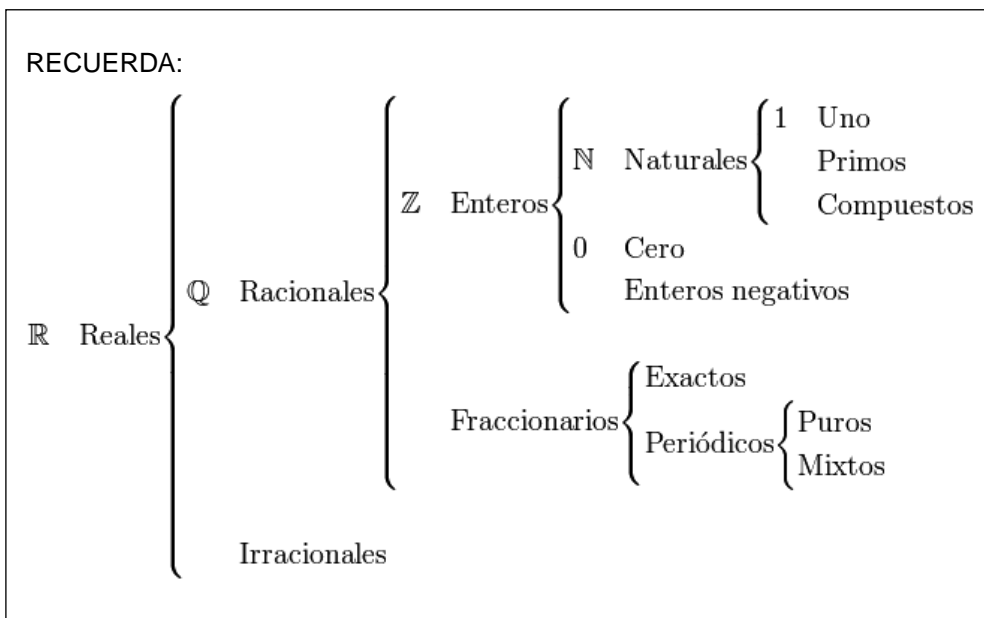 RECUERDA:
1 Uno
ℕ Naturales
Primos
ℤ Enteros
Compuestos
0 Cero
ℚ Racionales
Enteros negativos
ℝ Reales
Exactos
Fraccionarios
Puros
Periódicos
Mixtos
Irracionales